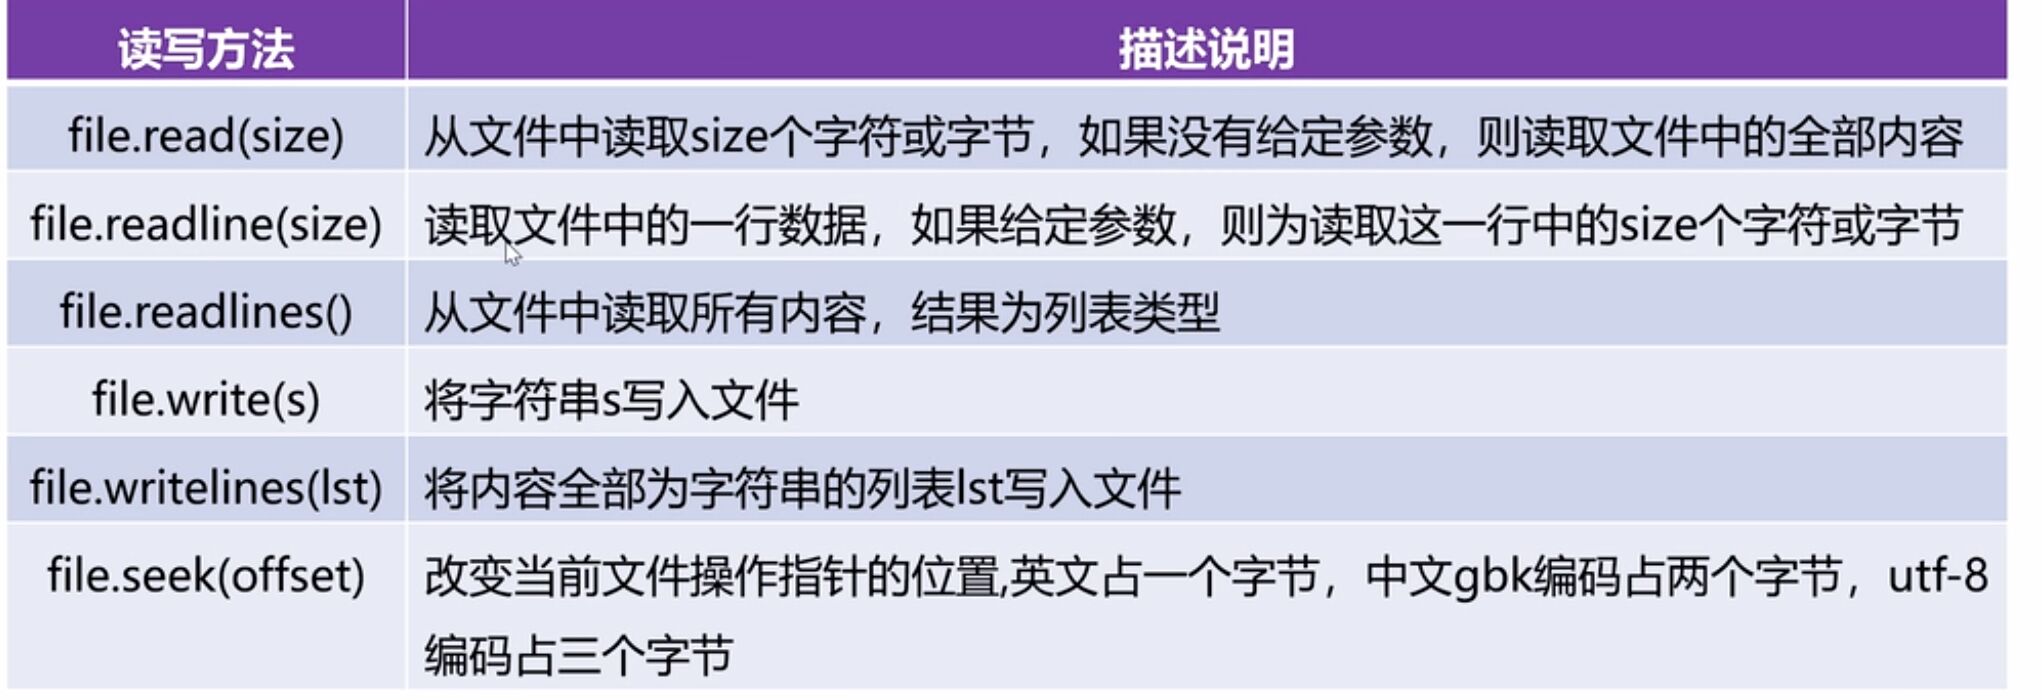 读写方法 描述说明
file.read(size) 从文件中读取size个字符或字节，如果没有给定参数，则读取文件中的全部内容
file.readline(size) 读取文件中的一行数据，如果给定参数，则为读取这一行中的size个字符或字节
file.readlines() 从文件中读取所有内容，结果为列表类型
file.write(s) 将字符串s写入文件
file.writelines(lst) 将内容全部为字符串的列表lst写入文件
file.seek(offset) 改变当前文件操作指针的位置,英文占一个字节，中文gbk编码占两个字节，utf-8
编码占三个字节